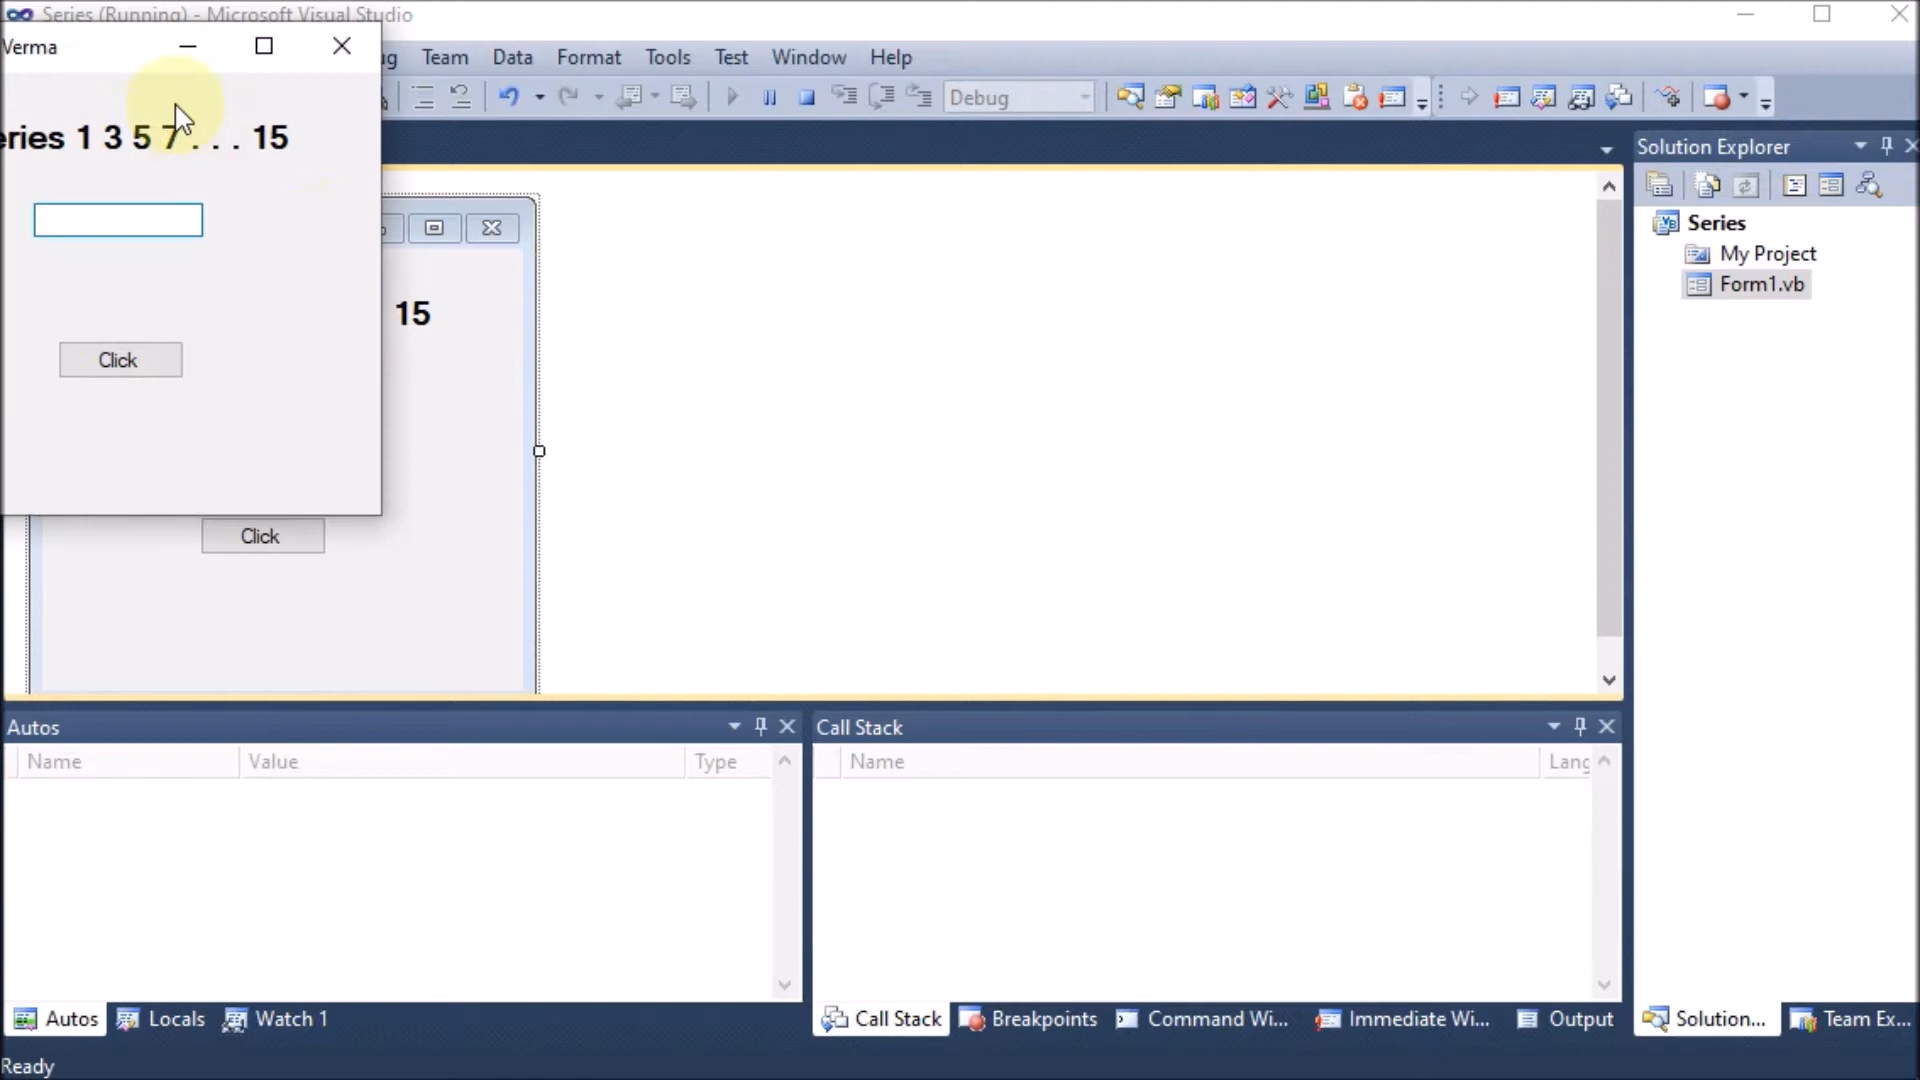 Series (Running) - Microsoft Visual Studio
Verma
Team Data Format Tools Test Window Help
Debug
eries 1 3 5 7 . . . 15
Click
15
Click
Solution Explorer
Series
My Project
Form1.vb
Autos
Name Value Type
Call Stack
Name Lang
Autos Locals Watch 1
Call Stack Breakpoints Command Wi... Immediate Wi... Output
Solution... Team Ex...
Ready